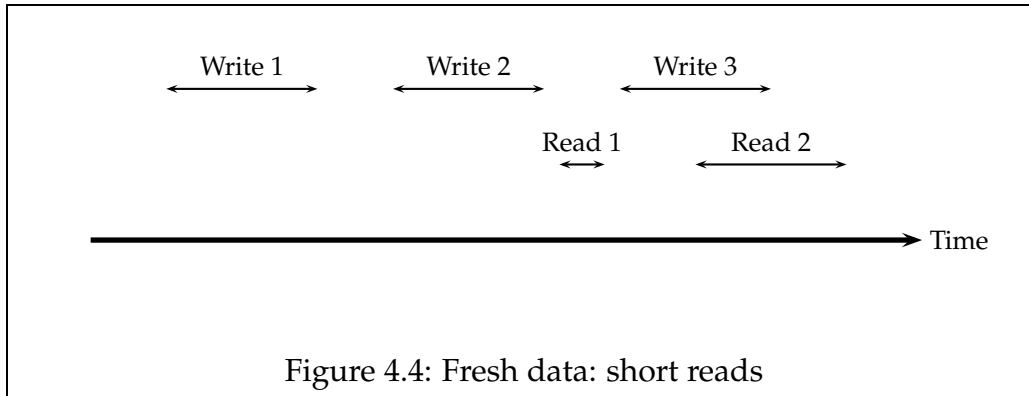 Write 1 Write 2 Write 3
Read 1 Read 2
Time
Figure 4.4: Fresh data: short reads